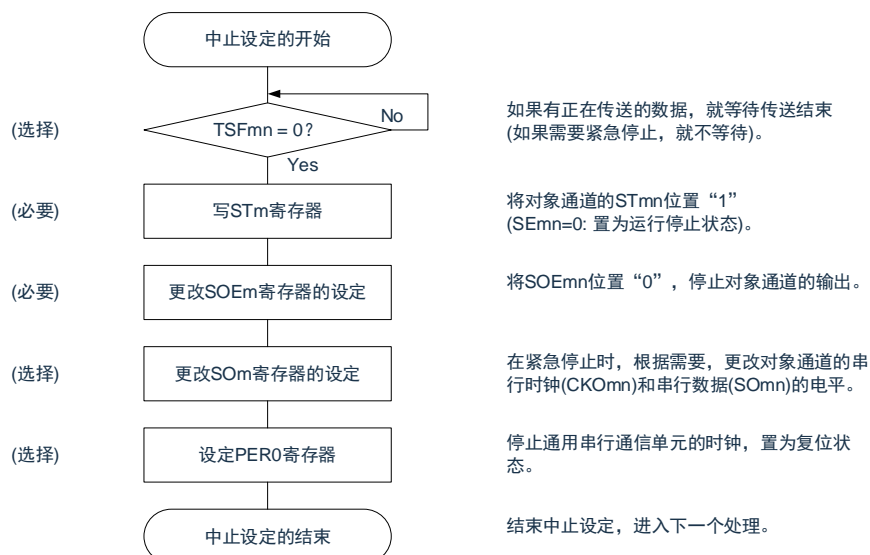 中止设定的开始
(选择)
TSFmn = 0?
No
Yes
如果有正在传送的数据，就等待传送结束
(如果需要紧急停止，就不等待)。
(必要)
写STm寄存器
将对象通道的STmn位置“1”
(SEmn=0: 置为运行停止状态)。
(必要)
更改SOEm寄存器的设定
将SOEmn位置“0”，停止对象通道的输出。
(选择)
更改SOm寄存器的设定
在紧急停止时，根据需要，更改对象通道的串
行时钟(CKOmn)和串行数据(SOmn)的电平。
(选择)
设定PER0寄存器
停止通用串行通信单元的时钟，置为复位状
态。
中止设定的结束
结束中止设定，进入下一个处理。